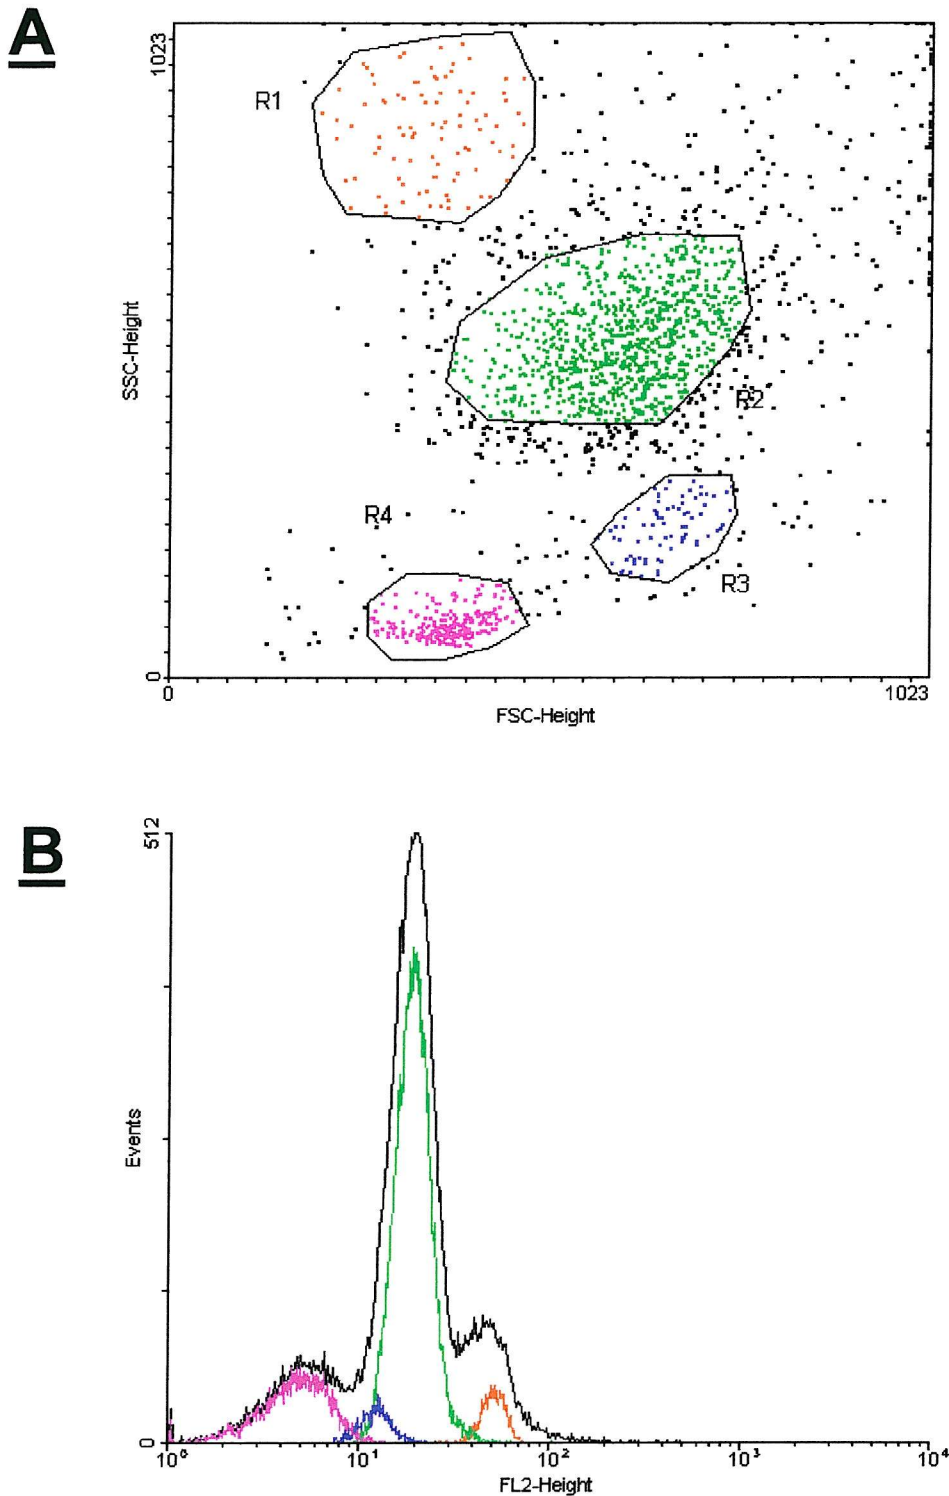 A
1023
R1
SSC-Height
R2
R4
R3
0
0
1023
FSC-Height
B
512
Events
0
10⁰
10¹
10²
10³
10⁴
FL2-Height